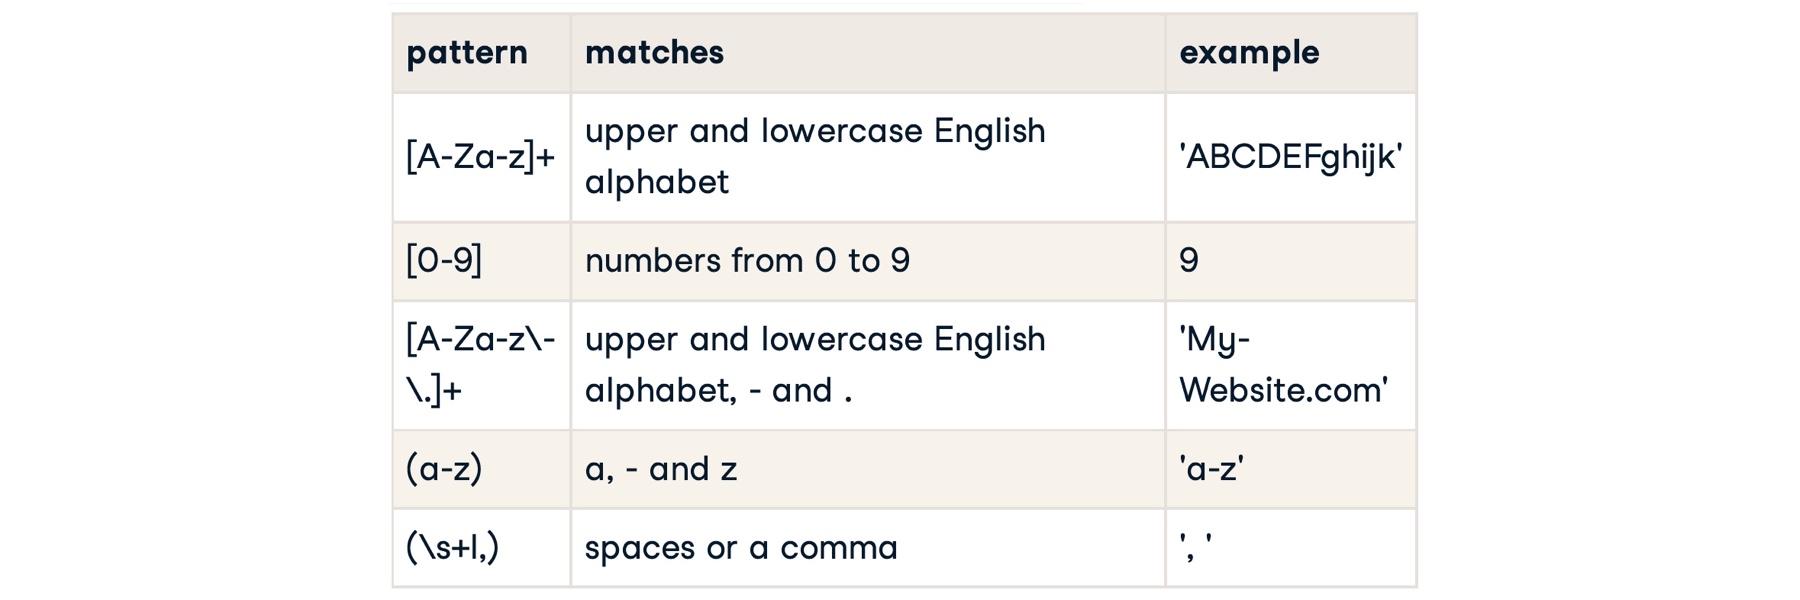 pattern matches example
[A-Za-z]+ upper and lowercase English 'ABCDEFghijk'
alphabet
[0-9] numbers from 0 to 9 9
[A-Za-z\- upper and lowercase English 'My-
\.]+ alphabet, - and . Website.com'
(a-z) a, - and z 'a-z'
(\s+l,) spaces or a comma ', '